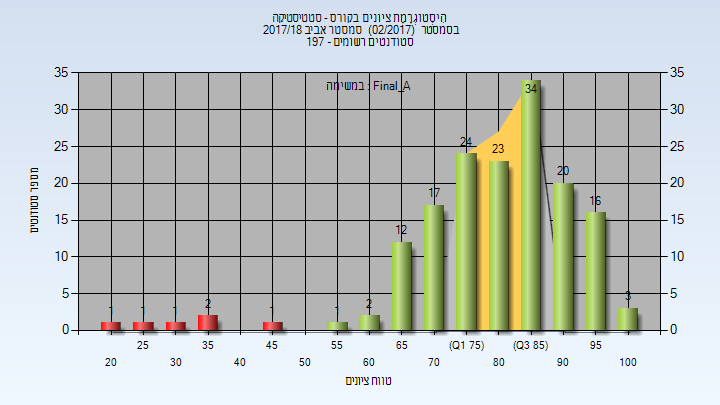 היסטוגרמת ציונים בקורס - סטטיסטיקה
בסמסטר (02/2017) סמסטר אביב 2017/18
סטודנטים רשומים - 197
במשימה : Final_A
35 35
30 30
25 25
20 20
15 15
10 10
5 5
0 0
מספר סטודנטים
1 1 1 2 1 1 2 12 17 24 23 34 20 16 3
25 35 45 55 65 (Q1 75) (Q3 85) 95
20 30 40 50 60 70 80 90 100
טווח ציונים